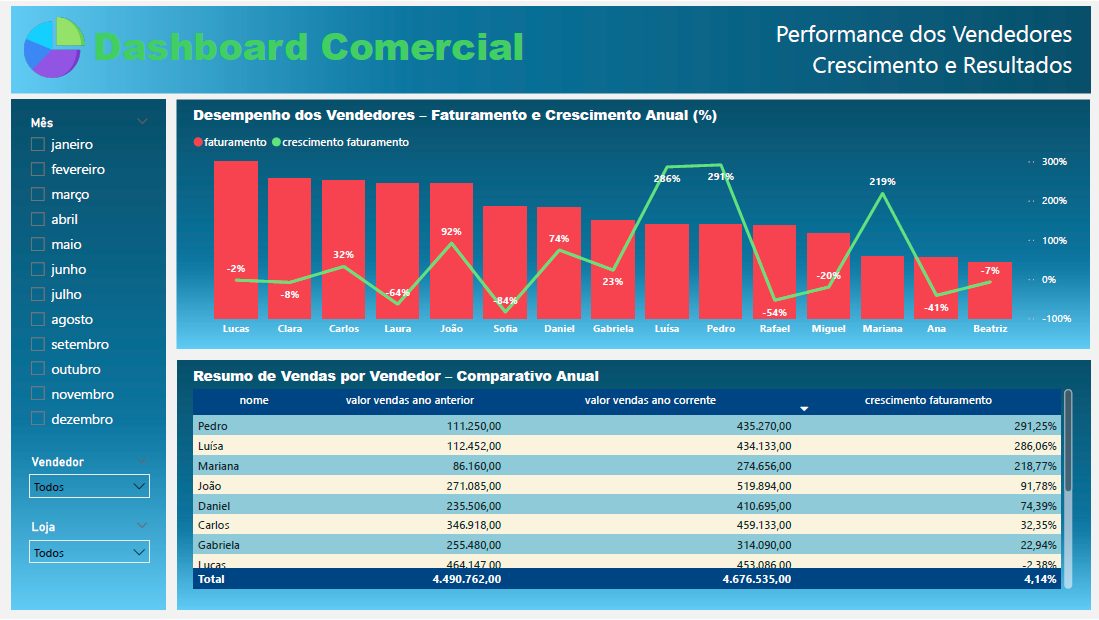 Dashboard Comercial
Performance dos Vendedores
Crescimento e Resultados
Mês
janeiro
fevereiro
março
abril
maio
junho
julho
agosto
setembro
outubro
novembro
dezembro
Vendedor
Todos
Loja
Todos
Desempenho dos Vendedores – Faturamento e Crescimento Anual (%)
faturamento crescimento faturamento
300%
200%
100%
0%
-100%
-2%
-8%
32%
-64%
92%
-84%
74%
23%
286%
291%
-54%
-20%
219%
-41%
-7%
Lucas Clara Carlos Laura João Sofia Daniel Gabriela Luísa Pedro Rafael Miguel Mariana Ana Beatriz
Resumo de Vendas por Vendedor – Comparativo Anual
nome valor vendas ano anterior valor vendas ano corrente crescimento faturamento
Pedro 111.250,00 435.270,00 291,25%
Luísa 112.452,00 434.133,00 286,06%
Mariana 86.160,00 274.656,00 218,77%
João 271.085,00 519.894,00 91,78%
Daniel 235.506,00 410.695,00 74,39%
Carlos 346.918,00 459.133,00 32,35%
Gabriela 255.480,00 314.090,00 22,94%
Lucas 464.147,00 453.086,00 -2,38%
Total 4.490.762,00 4.676.535,00 4,14%